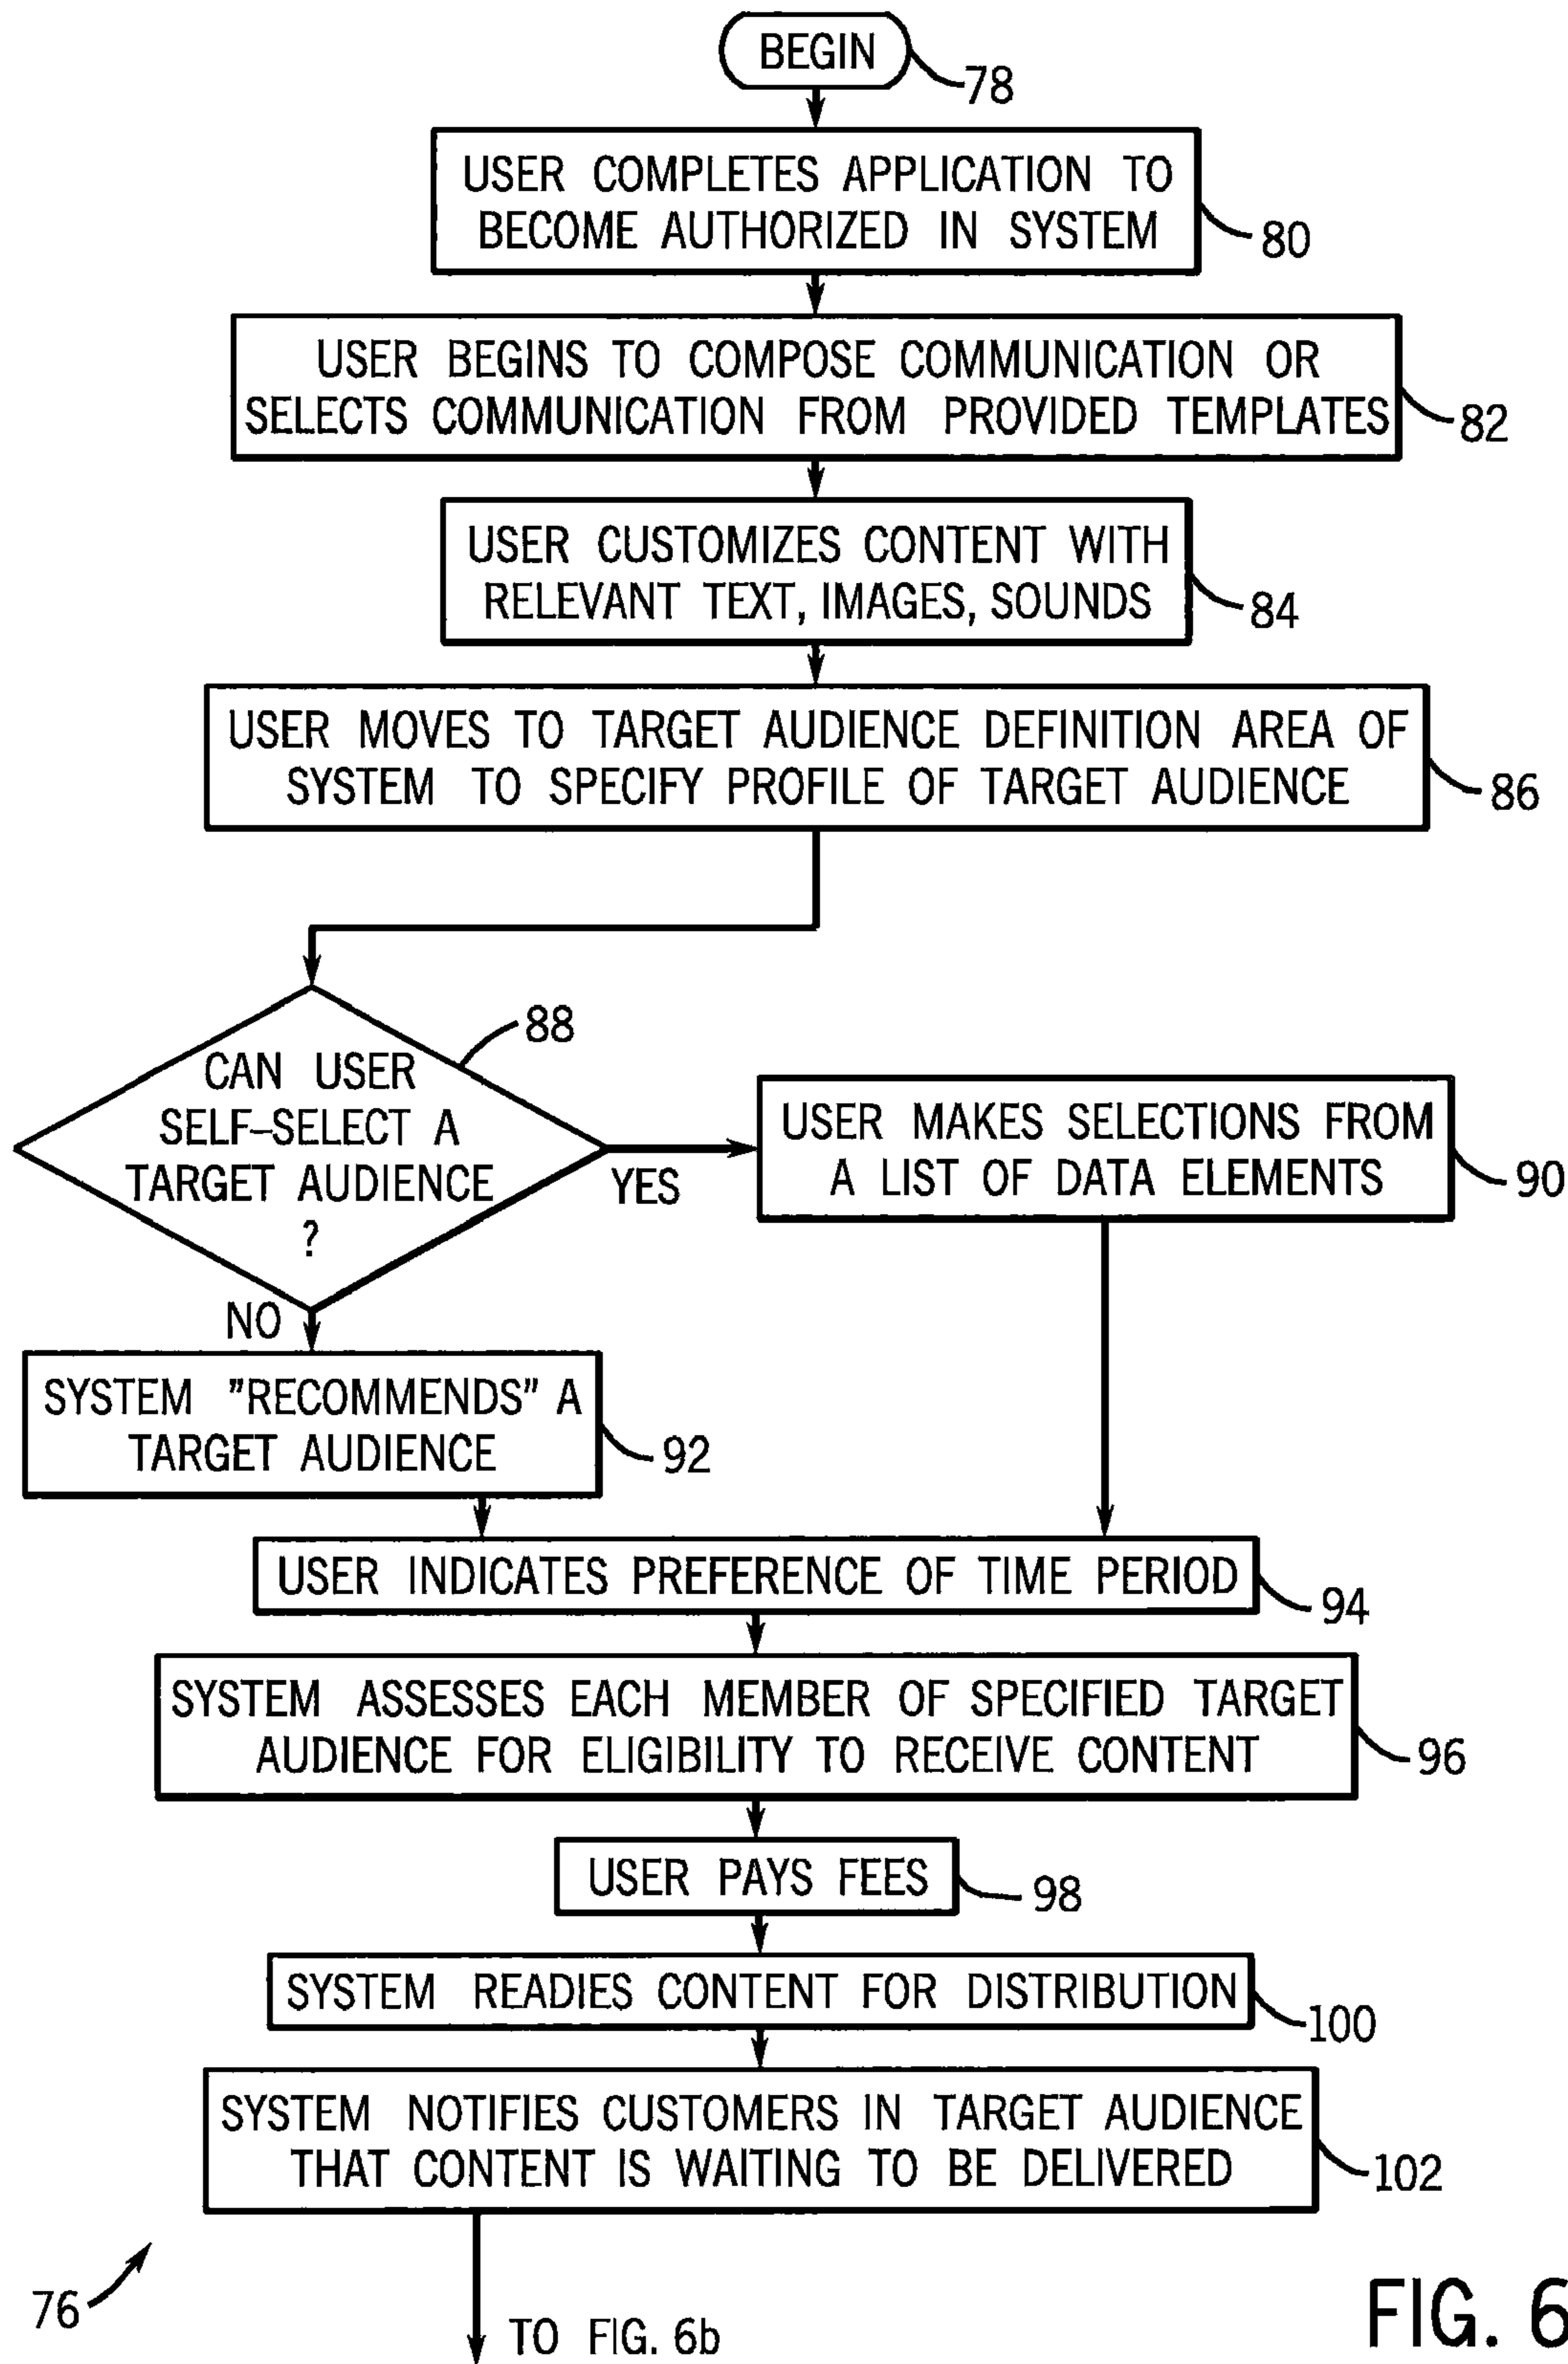 BEGIN
78
USER COMPLETES APPLICATION TO
BECOME AUTHORIZED IN SYSTEM
80
USER BEGINS TO COMPOSE COMMUNICATION OR
SELECTS COMMUNICATION FROM PROVIDED TEMPLATES
82
USER CUSTOMIZES CONTENT WITH
RELEVANT TEXT, IMAGES, SOUNDS
84
USER MOVES TO TARGET AUDIENCE DEFINITION AREA OF
SYSTEM TO SPECIFY PROFILE OF TARGET AUDIENCE
86
88
CAN USER
SELF-SELECT A
TARGET AUDIENCE
?
YES
USER MAKES SELECTIONS FROM
A LIST OF DATA ELEMENTS
90
NO
SYSTEM "RECOMMENDS" A
TARGET AUDIENCE
92
USER INDICATES PREFERENCE OF TIME PERIOD
94
SYSTEM ASSESSES EACH MEMBER OF SPECIFIED TARGET
AUDIENCE FOR ELIGIBILITY TO RECEIVE CONTENT
96
USER PAYS FEES
98
SYSTEM READIES CONTENT FOR DISTRIBUTION
100
SYSTEM NOTIFIES CUSTOMERS IN TARGET AUDIENCE
THAT CONTENT IS WAITING TO BE DELIVERED
102
76
TO FIG. 6b
FIG. 6